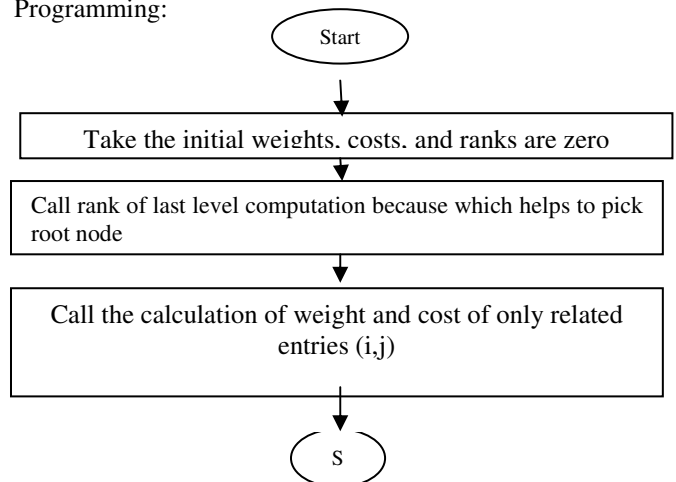 Programming:
Start
Take the initial weights, costs, and ranks are zero
Call rank of last level computation because which helps to pick
root node
Call the calculation of weight and cost of only related
entries (i,j)
S